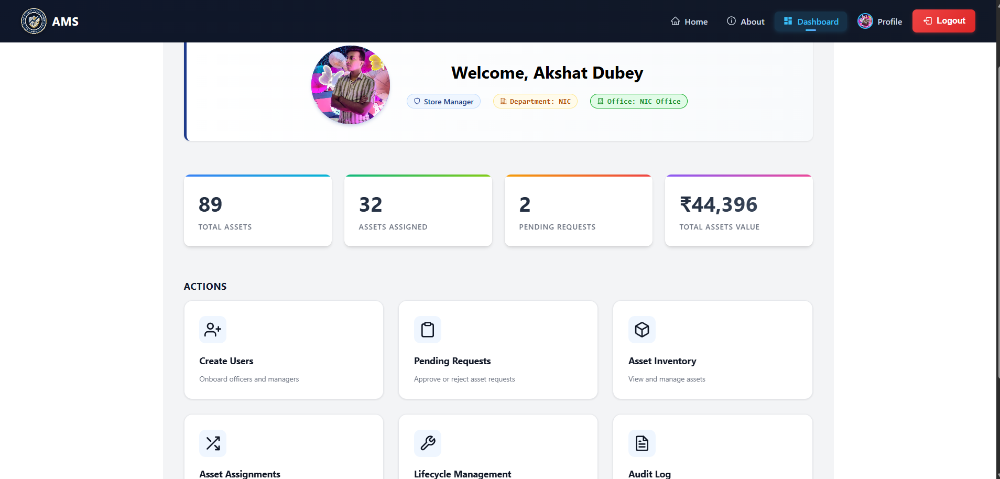 AMS
Home About Dashboard Profile Logout
Welcome, Akshat Dubey
Store Manager Department: NIC Office: NIC Office
89 32 2 ₹44,396
TOTAL ASSETS ASSETS ASSIGNED PENDING REQUESTS TOTAL ASSETS VALUE
ACTIONS
Create Users Pending Requests Asset Inventory
Onboard officers and managers Approve or reject asset requests View and manage assets
Asset Assignments Lifecycle Management Audit Log